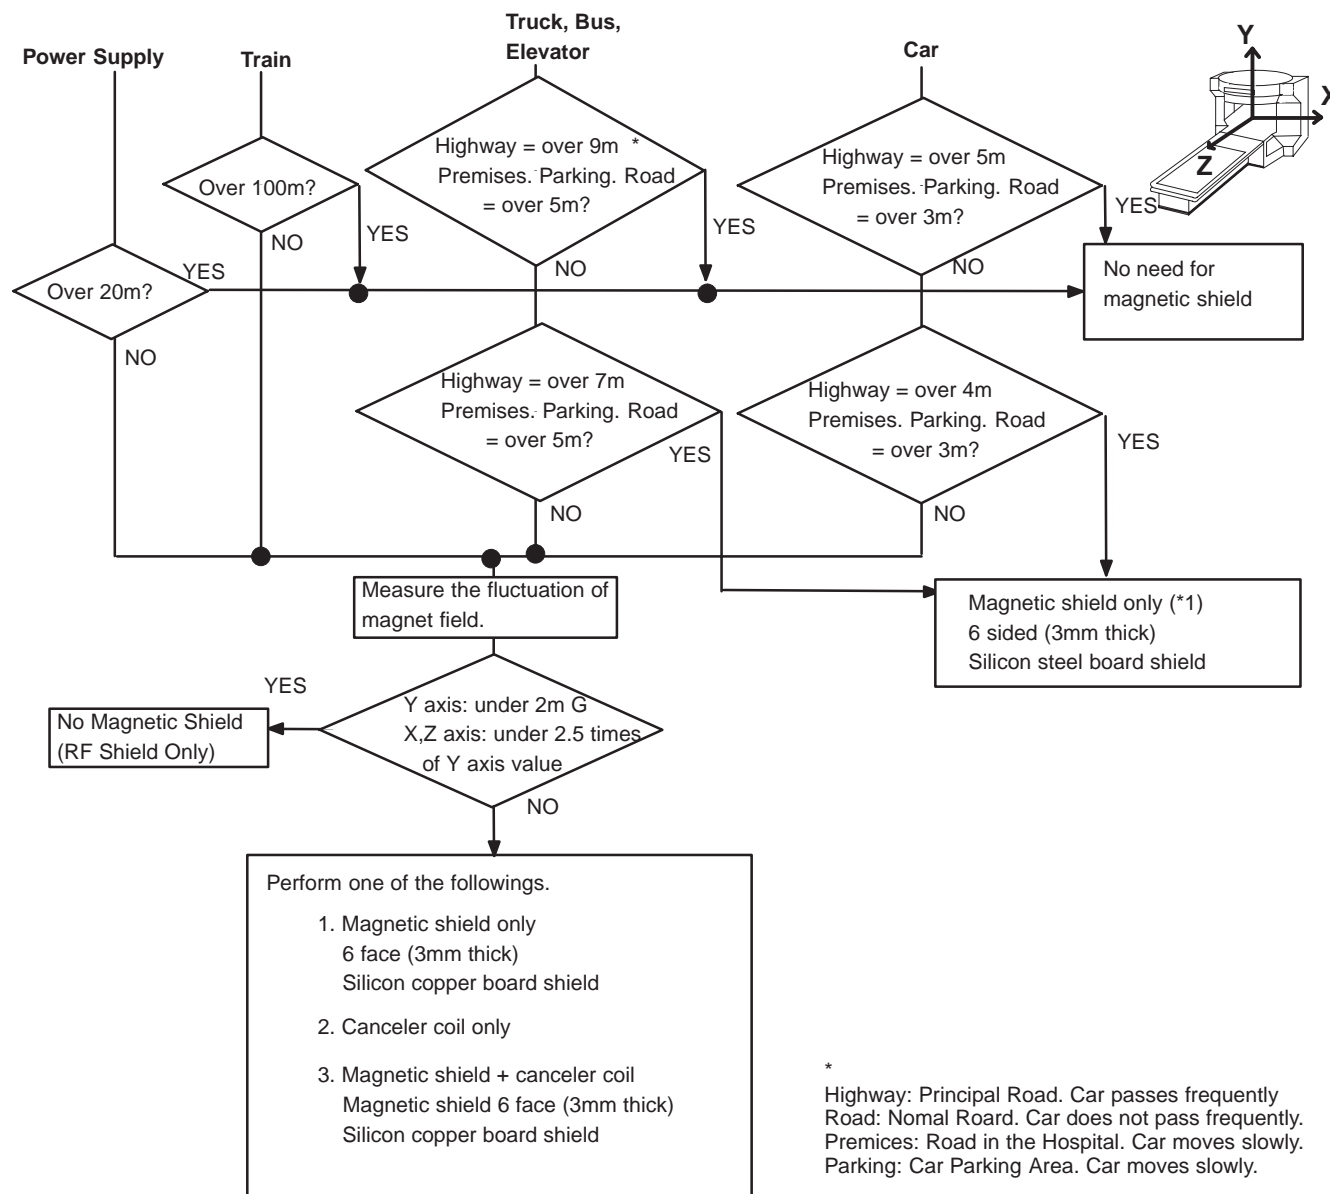 Power Supply
Train
Truck, Bus,
Elevator
Car
Y
X
Z
Over 20m?
YES
NO
Over 100m?
YES
NO
Highway = over 9m *
Premises. Parking. Road
= over 5m?
YES
NO
Highway = over 5m
Premises. Parking. Road
= over 3m?
YES
NO
No need for
magnetic shield
Highway = over 7m
Premises. Parking. Road
= over 5m?
YES
NO
Highway = over 4m
Premises. Parking. Road
= over 3m?
YES
NO
Measure the fluctuation of
magnet field.
Magnetic shield only (*1)
6 sided (3mm thick)
Silicon steel board shield
Y axis: under 2m G
X,Z axis: under 2.5 times
of Y axis value
YES
NO
No Magnetic Shield
(RF Shield Only)
Perform one of the followings.
1. Magnetic shield only
6 face (3mm thick)
Silicon copper board shield
2. Canceler coil only
3. Magnetic shield + canceler coil
Magnetic shield 6 face (3mm thick)
Silicon copper board shield
*
Highway: Principal Road. Car passes frequently
Road: Nomal Roard. Car does not pass frequently.
Premices: Road in the Hospital. Car moves slowly.
Parking: Car Parking Area. Car moves slowly.